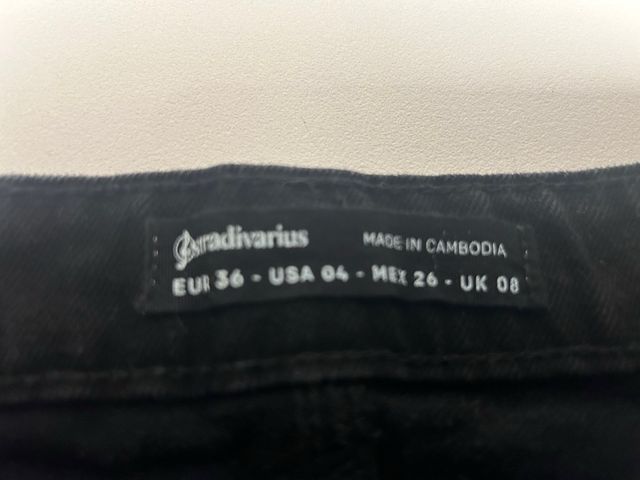 Stradivarius MADE IN CAMBODIA
EUR 36 - USA 04 - MEX 26 - UK 08